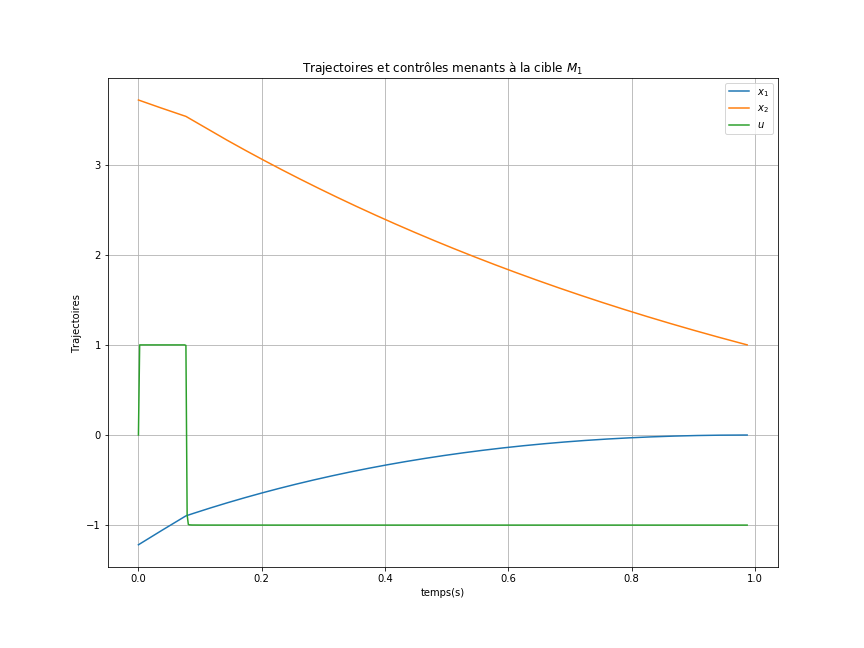 Trajectoires et contrôles menants à la cible M₁
x₁
x₂
u
Trajectoires
3
2
1
0
−1
0.0 0.2 0.4 0.6 0.8 1.0
temps(s)